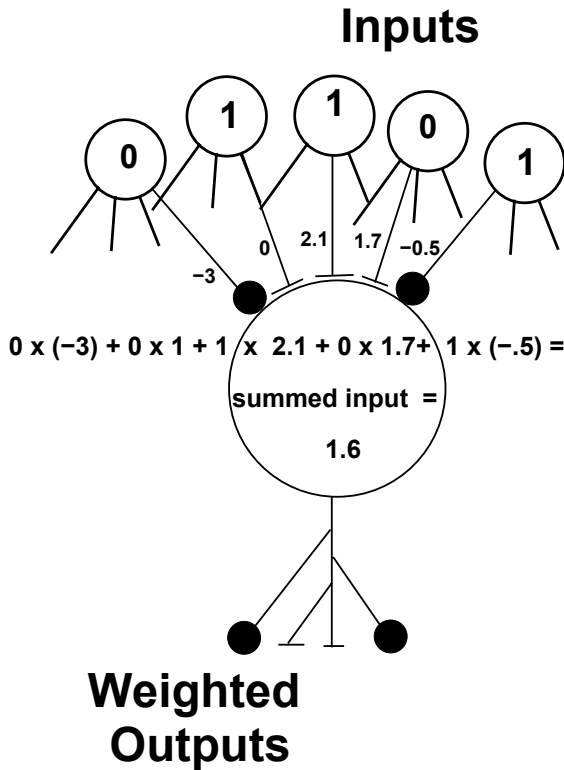 Inputs
0 1 1 0 1
−3 0 2.1 1.7 −0.5
0 x (−3) + 0 x 1 + 1 x 2.1 + 0 x 1.7+ 1 x (−.5) =
summed input =
1.6
Weighted
Outputs